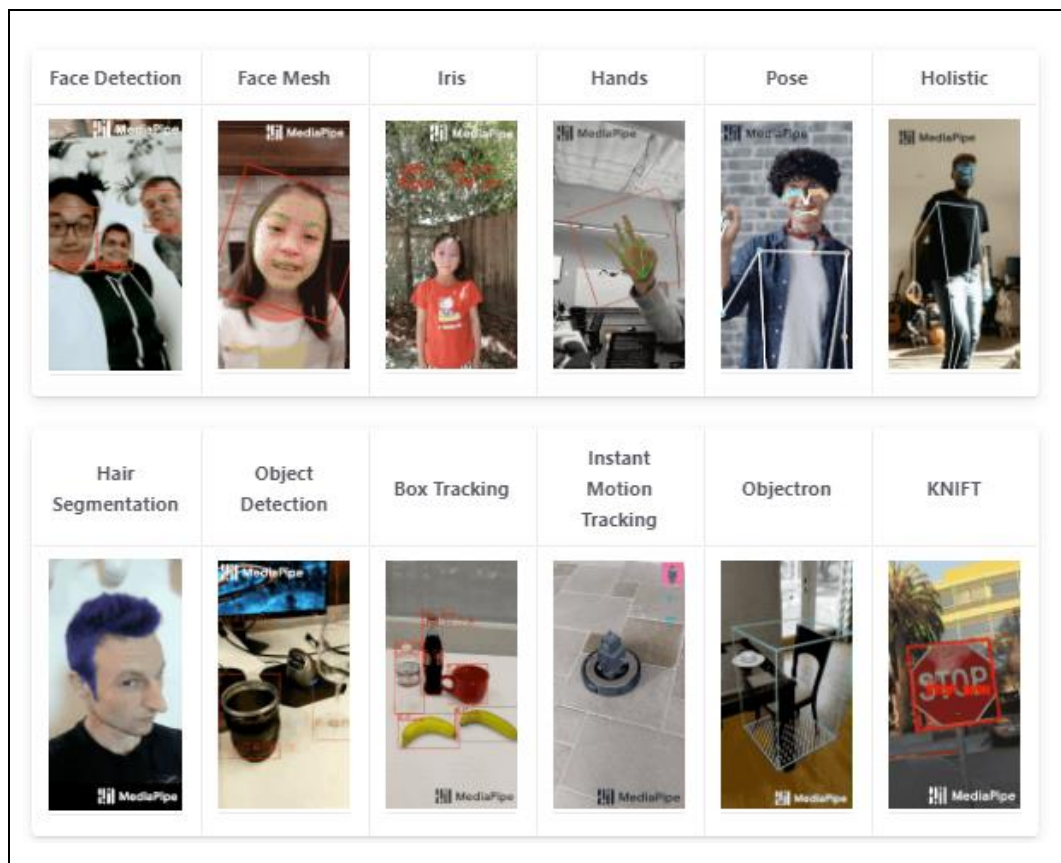 Face Detection
Face Mesh
Iris
Hands
Pose
Holistic
MediaPipe
MediaPipe
MediaPipe
MediaPipe
MediaPipe
MediaPipe
Hair
Segmentation
Object
Detection
Box Tracking
Instant
Motion
Tracking
Objectron
KNIFT
MediaPipe
STOP
MediaPipe
MediaPipe
MediaPipe
MediaPipe
MediaPipe